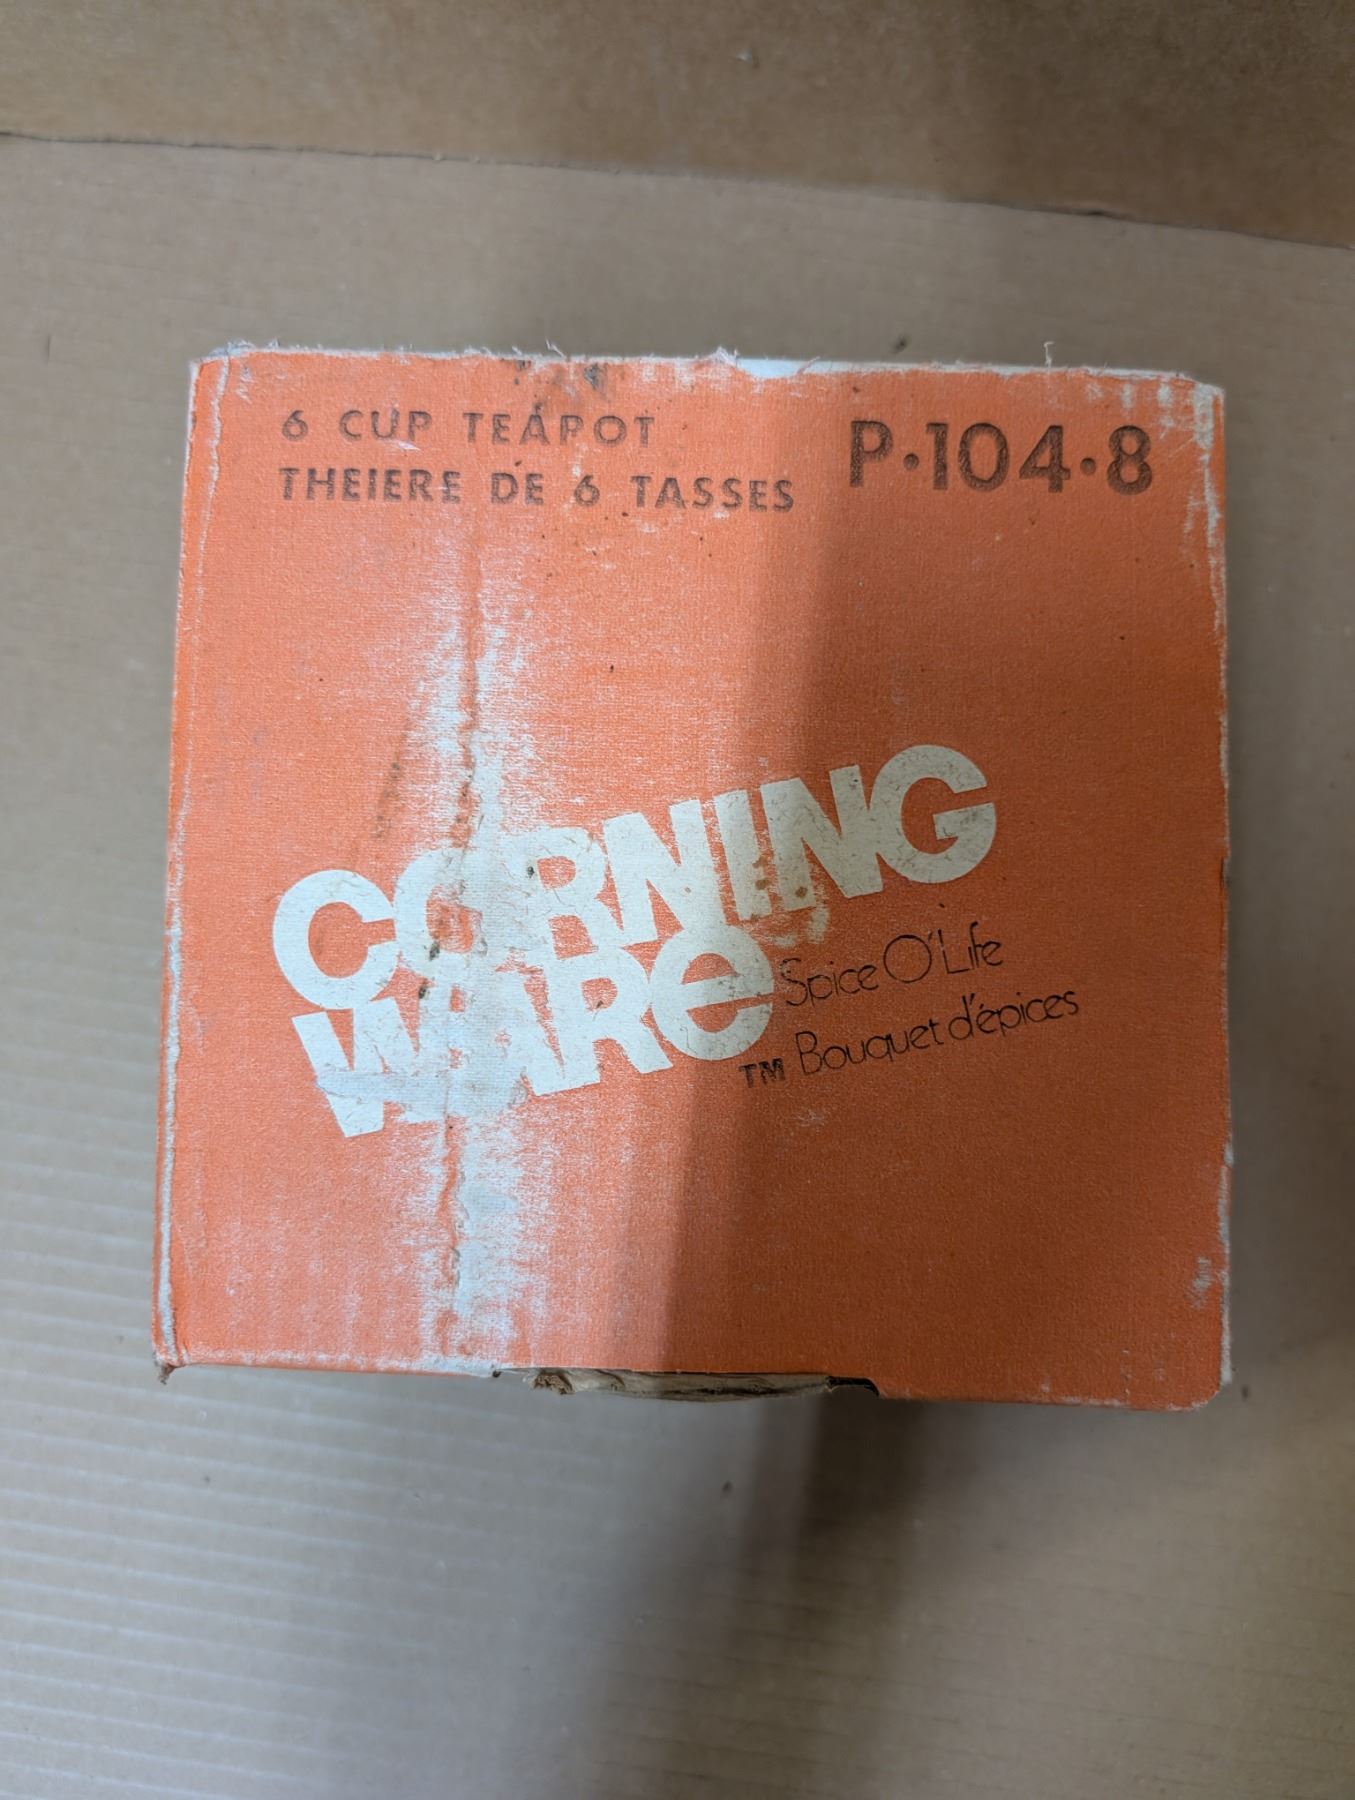 6 CUP TEAPOT
THEIERE DE 6 TASSES
P·104·8
CORNING
WARE
Spice O'Life
TM Bouquet d'épices